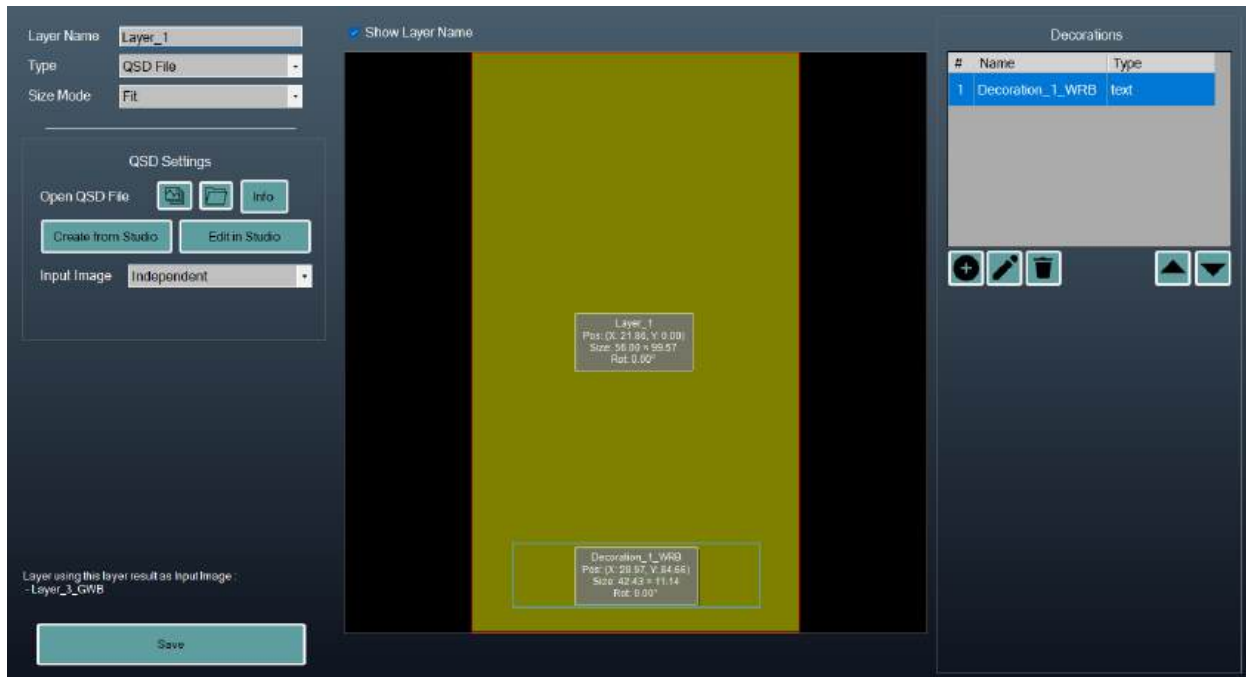 Layer Name Layer_1
Type QSD File
Size Mode Fit
QSD Settings
Open QSD File Info
Create from Studio Edit in Studio
Input Image Independent
Layer using this layer result as Input Image :
- Layer_3_GWB
Save
Show Layer Name
Layer_1
Pos: (X: 21.86, Y: 0.00)
Size: 56.00 × 99.57
Rot: 0.00°
Decoration_1_WRB
Pos: (X: 28.57, Y: 84.66)
Size: 42.43 × 11.14
Rot: 0.00°
Decorations
# Name Type
1 Decoration_1_WRB text